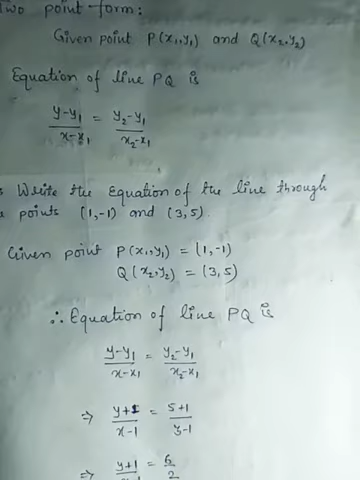 Two point form:
Given point P(x₁,y₁) and Q(x₂,y₂)
Equation of line PQ is
(y-y₁)/(x-x₁) = (y₂-y₁)/(x₂-x₁)
Write the Equation of the line through
points (1,-1) and (3,5).
Given point P(x₁,y₁) = (1,-1)
Q(x₂,y₂) = (3,5)
∴ Equation of line PQ is
(y-y₁)/(x-x₁) = (y₂-y₁)/(x₂-x₁)
⇒ (y+1)/(x-1) = (5+1)/(3-1)
⇒ y+1 = 6/2